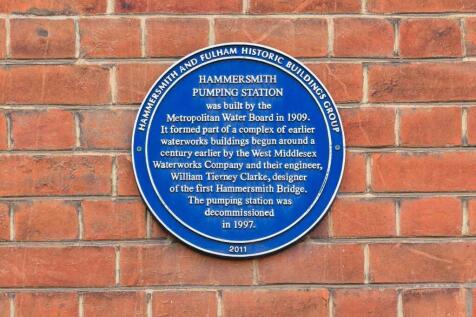 HAMMERSMITH AND FULHAM HISTORIC BUILDINGS GROUP
HAMMERSMITH
PUMPING STATION
was built by the
Metropolitan Water Board in 1909.
It formed part of a complex of earlier
waterworks buildings begun around a
century earlier by the West Middlesex
Waterworks Company and their engineer,
William Tierney Clarke, designer
of the first Hammersmith Bridge.
The pumping station was
decommissioned
in 1997.
2011